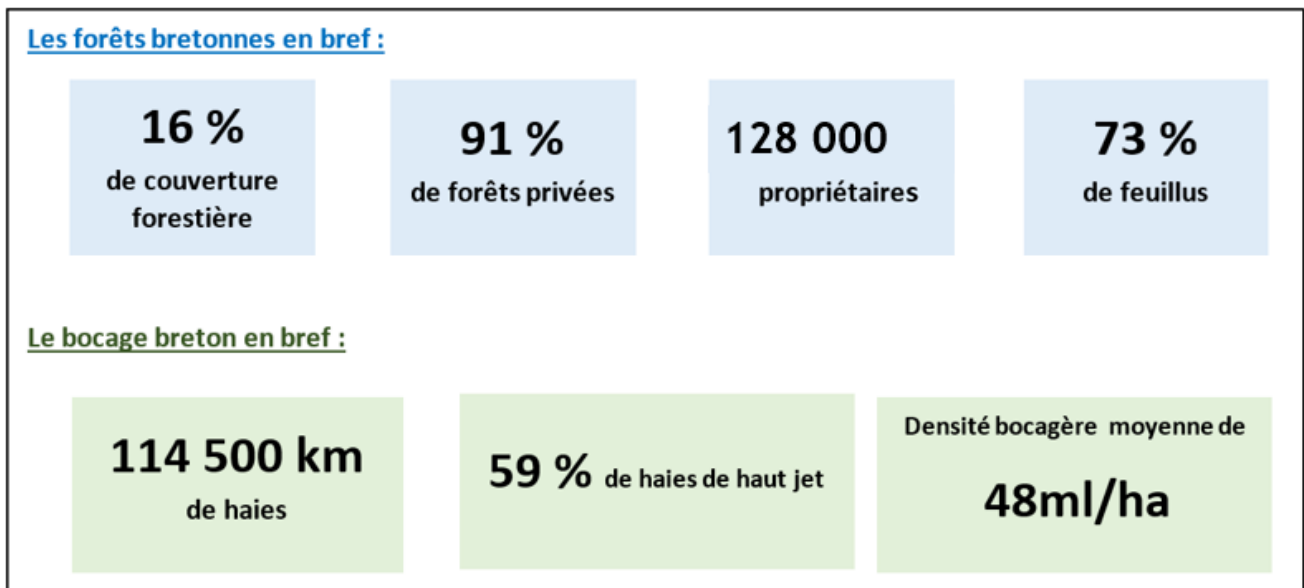 Les forêts bretonnes en bref :
16 %
de couverture
forestière
91 %
de forêts privées
128 000
propriétaires
73 %
de feuillus
Le bocage breton en bref :
114 500 km
de haies
59 % de haies de haut jet
Densité bocagère moyenne de
48ml/ha